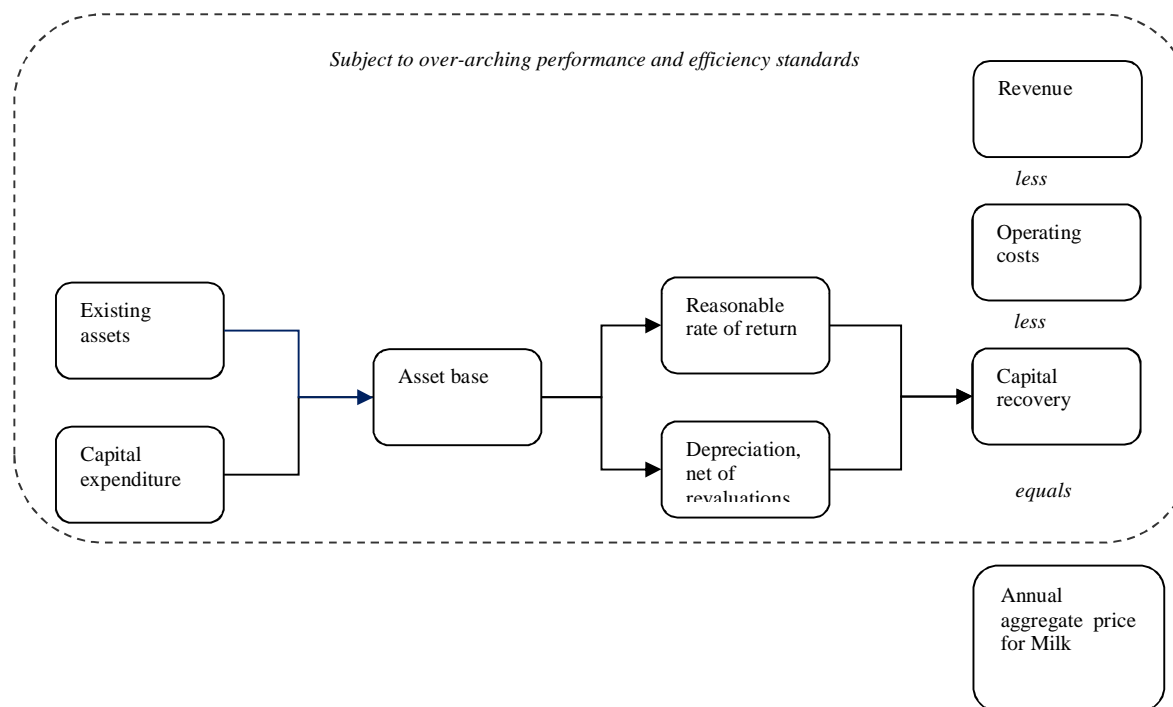 Subject to over-arching performance and efficiency standards
Revenue
less
Operating
costs
less
Existing
assets
Capital
expenditure
Asset base
Reasonable
rate of return
Depreciation,
net of
revaluations
Capital
recovery
equals
Annual
aggregate price
for Milk